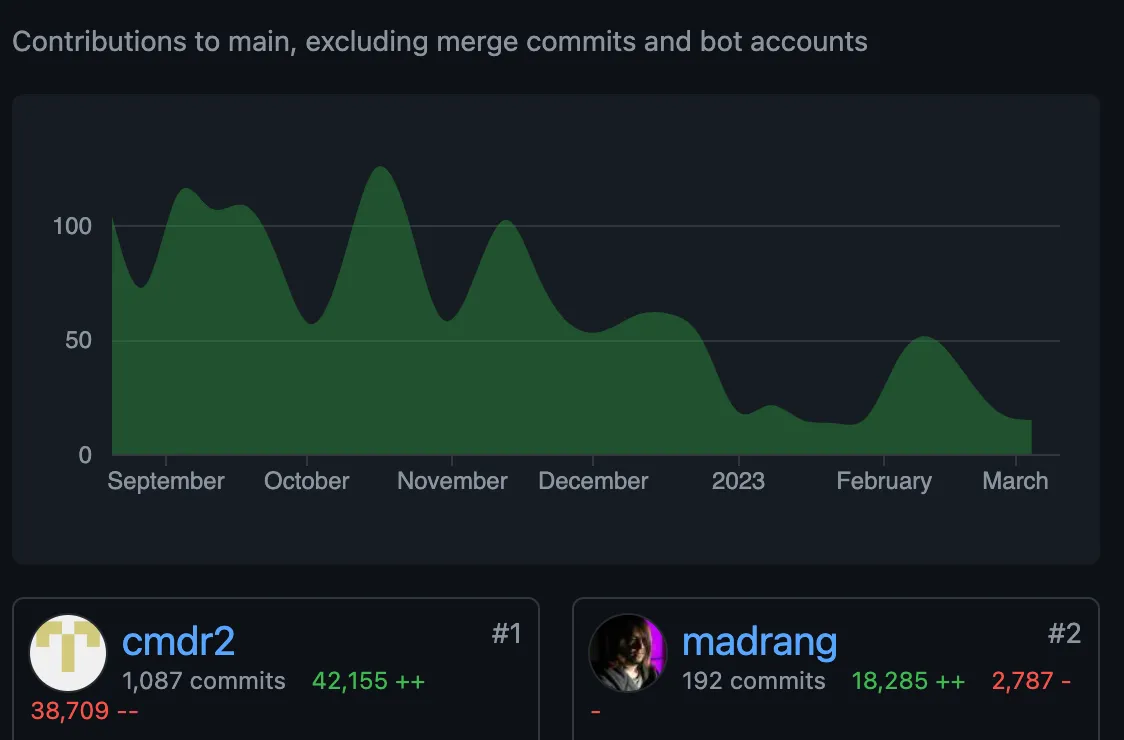 Contributions to main, excluding merge commits and bot accounts
100
50
0
September October November December 2023 February March
cmdr2 #1
1,087 commits 42,155 ++
38,709 --
madrang #2
192 commits 18,285 ++ 2,787 -
-